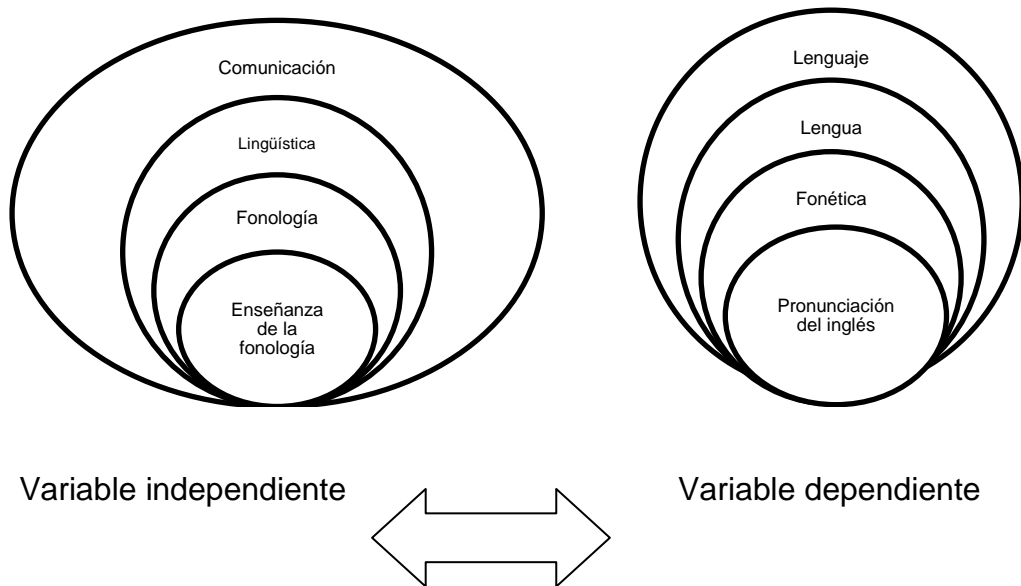 Comunicación
Lingüística
Fonología
Enseñanza
de la
fonología
Lenguaje
Lengua
Fonética
Pronunciación
del inglés
Variable independiente
Variable dependiente